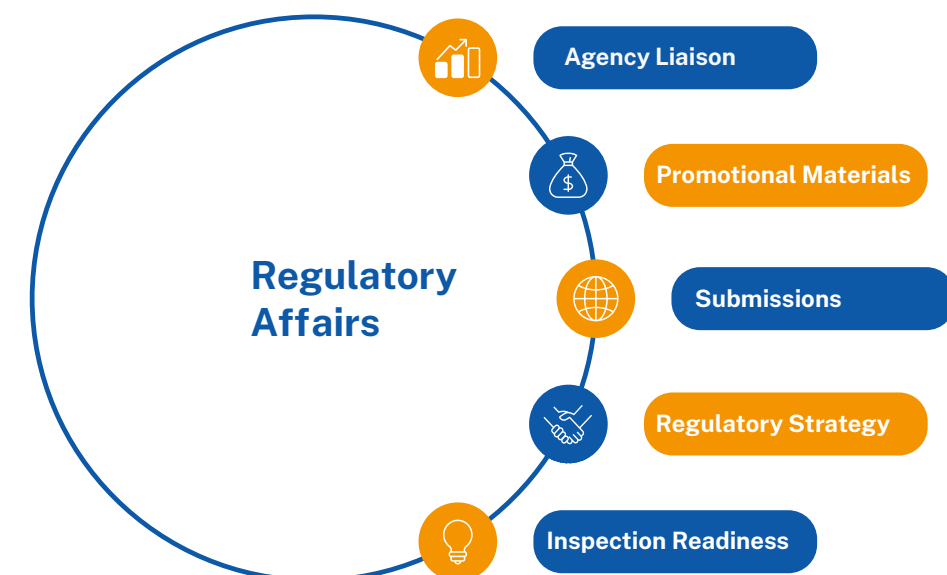 Agency Liaison
Promotional Materials
Regulatory
Affairs
Submissions
Regulatory Strategy
Inspection Readiness
$